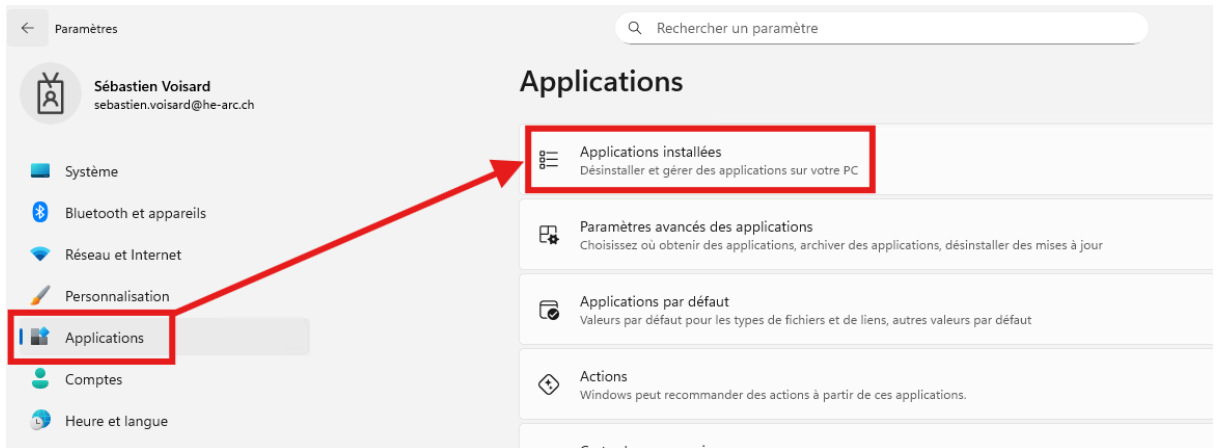 Paramètres
Rechercher un paramètre
Sébastien Voisard
sebastien.voisard@he-arc.ch
Système
Bluetooth et appareils
Réseau et Internet
Personnalisation
Applications
Comptes
Heure et langue
Applications
Applications installées
Désinstaller et gérer des applications sur votre PC
Paramètres avancés des applications
Choisissez où obtenir des applications, archiver des applications, désinstaller des mises à jour
Applications par défaut
Valeurs par défaut pour les types de fichiers et de liens, autres valeurs par défaut
Actions
Windows peut recommander des actions à partir de ces applications.